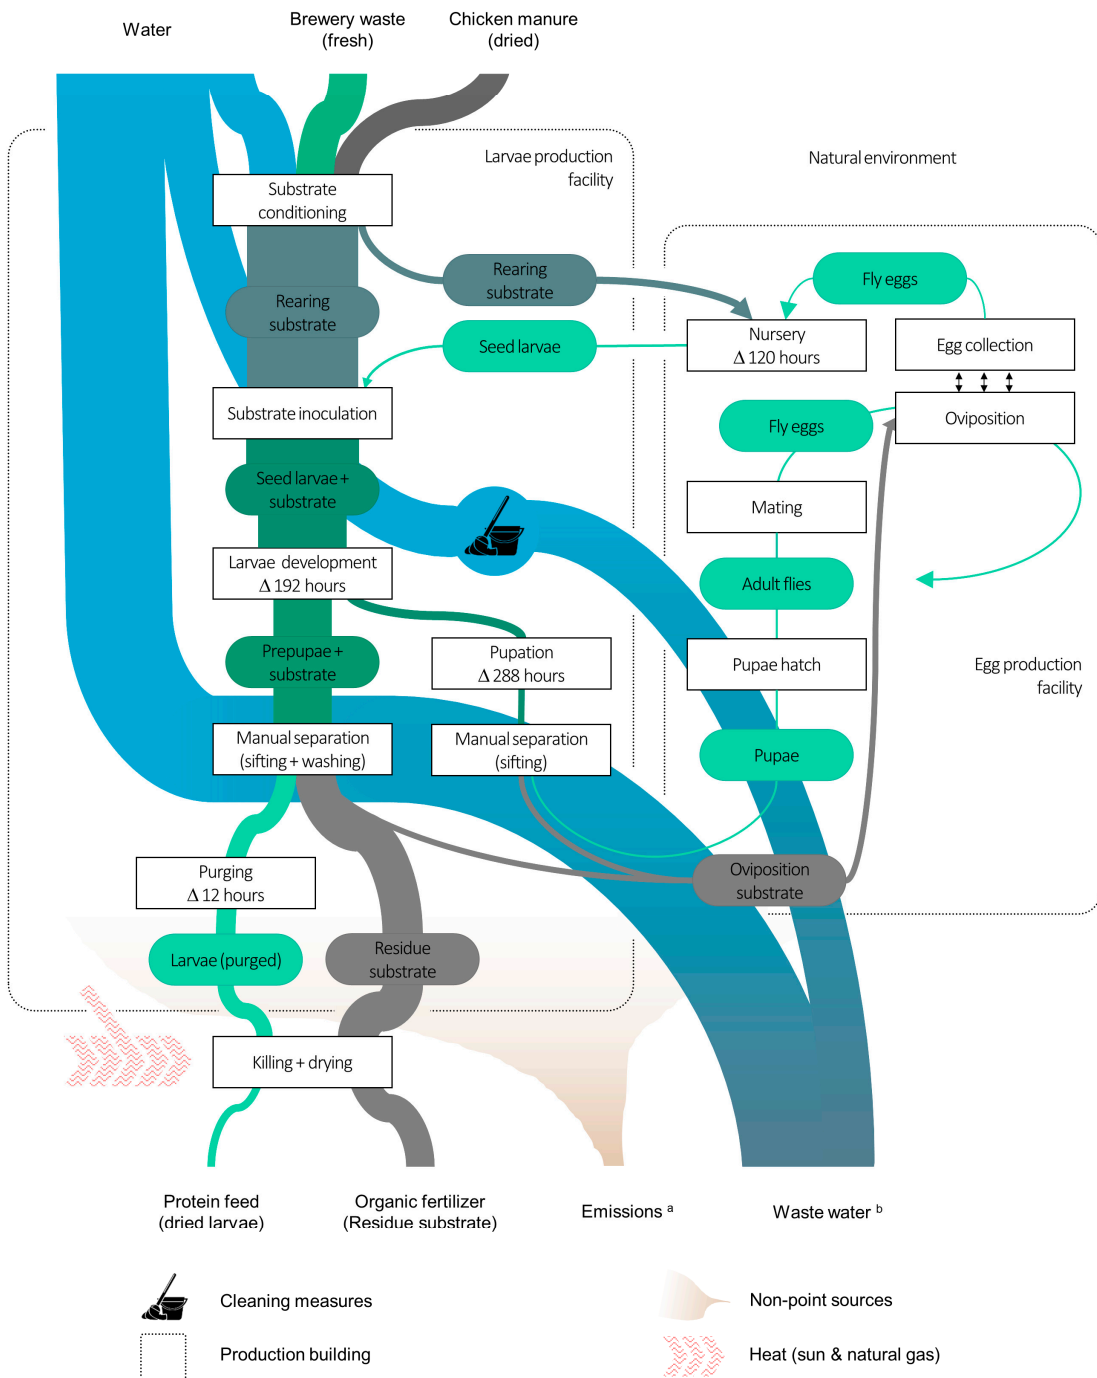 Water
Brewery waste
(fresh)
Chicken manure
(dried)
Larvae production
facility
Natural environment
Substrate
conditioning
Rearing
substrate
Fly eggs
Rearing
substrate
Nursery
Δ 120 hours
Egg collection
Seed larvae
Substrate inoculation
Fly eggs
Oviposition
Seed larvae +
substrate
Mating
Larvae development
Δ 192 hours
Adult flies
Prepupae +
substrate
Pupation
Δ 288 hours
Pupae hatch
Egg production
facility
Manual separation
(sifting + washing)
Manual separation
(sifting)
Pupae
Purging
Δ 12 hours
Oviposition
substrate
Larvae (purged)
Residue
substrate
Killing + drying
Protein feed
(dried larvae)
Organic fertilizer
(Residue substrate)
Emissions a
Waste water b
Cleaning measures
Non-point sources
Production building
Heat (sun & natural gas)